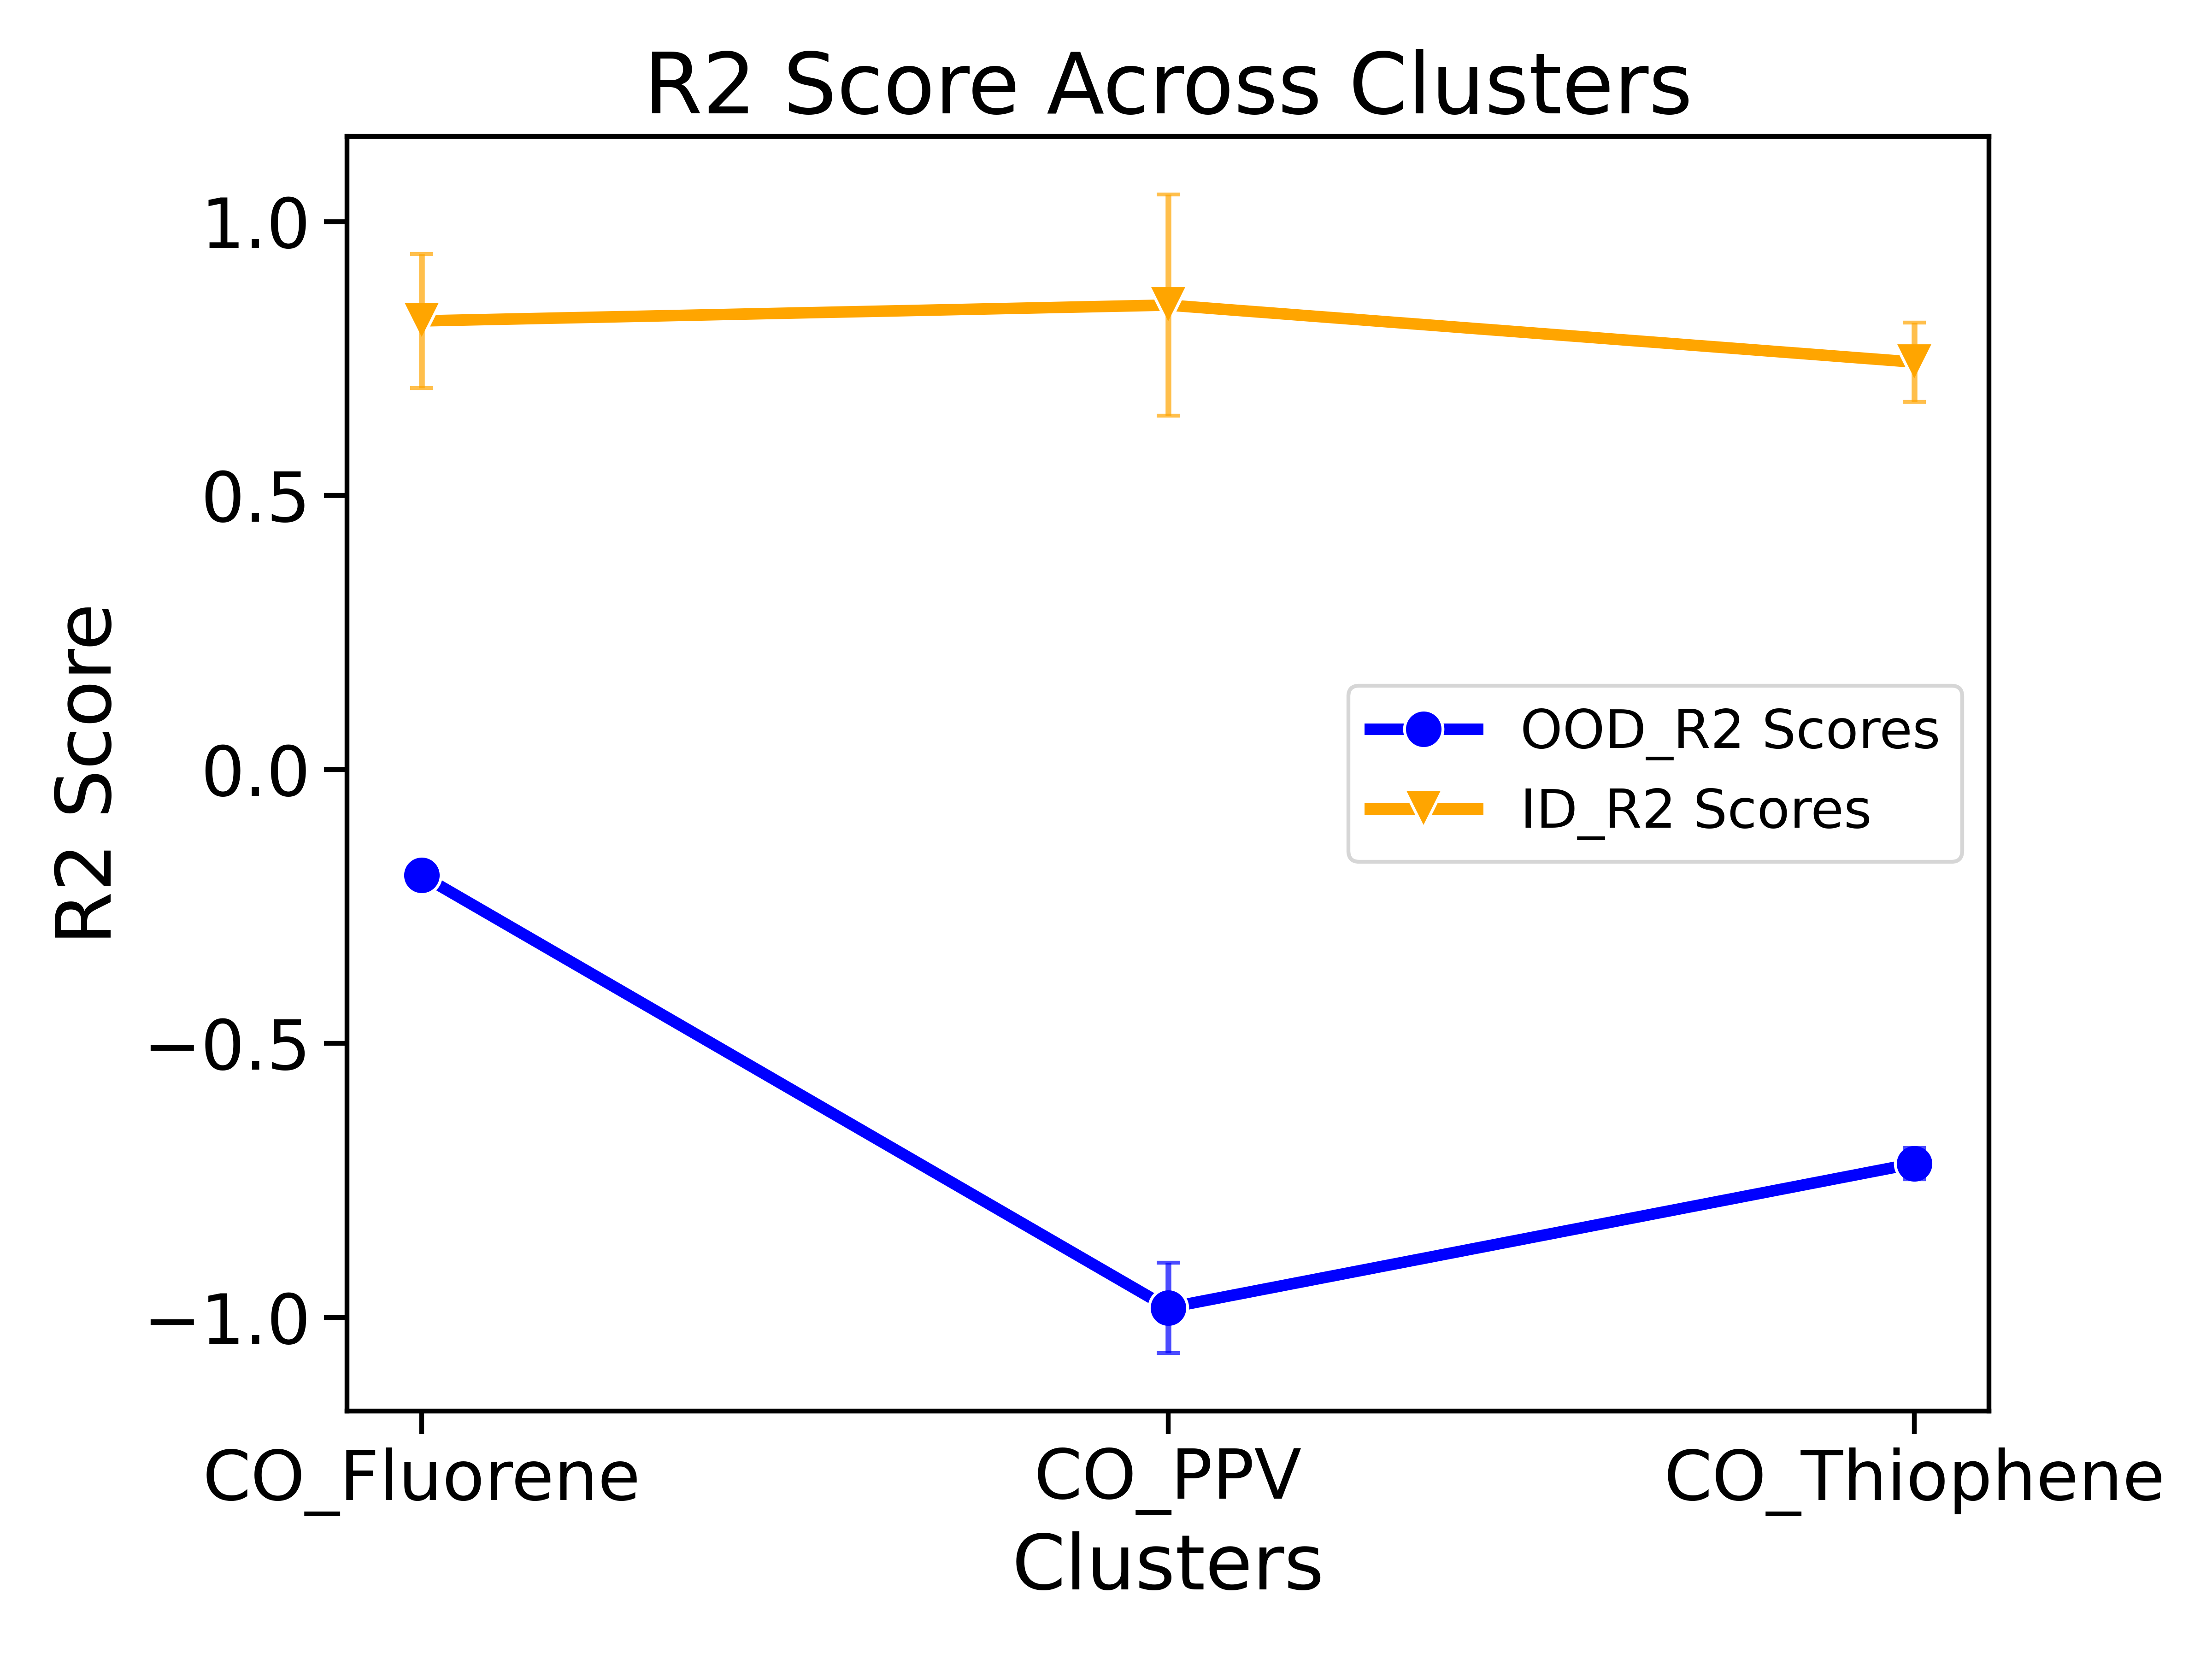 R2 Score Across Clusters
1.0
0.5
0.0
−0.5
−1.0
R2 Score
OOD_R2 Scores
ID_R2 Scores
CO_Fluorene CO_PPV CO_Thiophene
Clusters